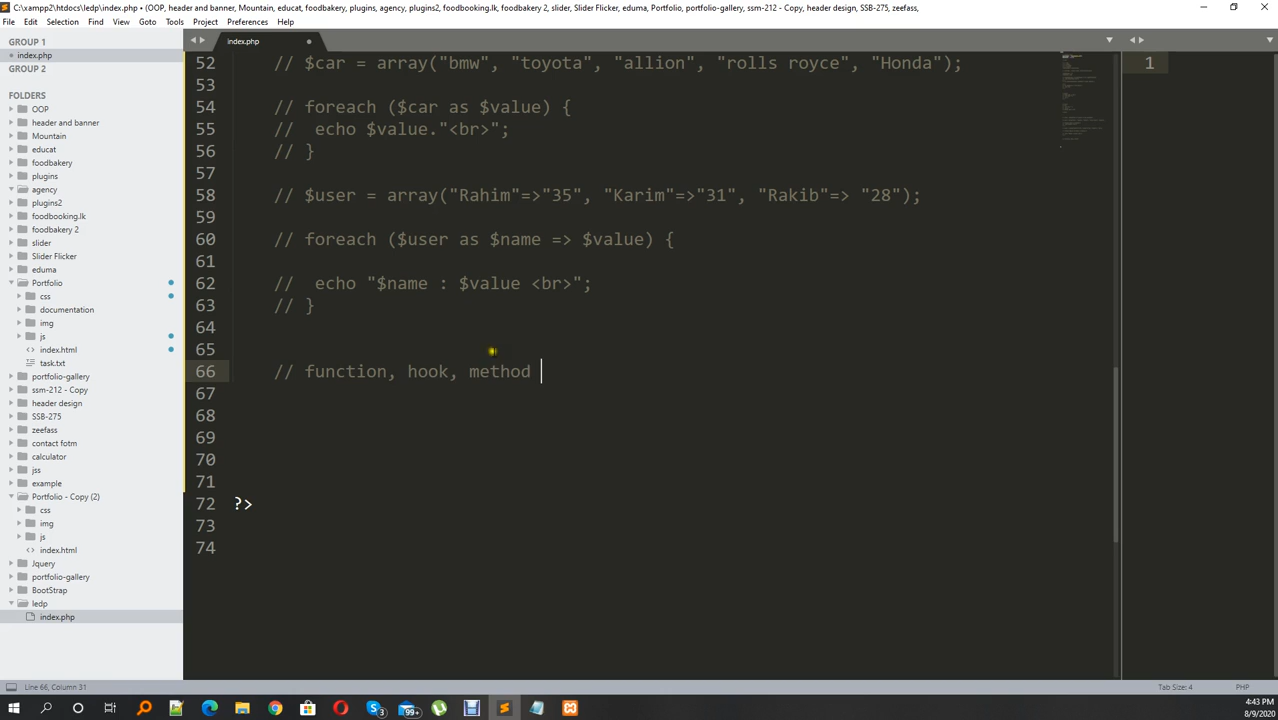 C:\xampp2\htdocs\ledp\index.php • (OOP, header and banner, Mountain, educat, foodbakery, plugins, agency, plugins2, foodbooking.lk, foodbakery 2, slider, Slider Flicker, eduma, Portfolio, portfolio-gallery, ssm-212 - Copy, header design, SSB-275, zeefass,
File Edit Selection Find View Goto Tools Project Preferences Help
GROUP 1
index.php
GROUP 2
FOLDERS
OOP
header and banner
Mountain
educat
foodbakery
plugins
agency
plugins2
foodbooking.lk
foodbakery 2
slider
Slider Flicker
eduma
Portfolio
css
documentation
img
js
index.html
task.txt
portfolio-gallery
ssm-212 - Copy
header design
SSB-275
zeefass
contact fotm
calculator
jss
example
Portfolio - Copy (2)
css
img
js
index.html
Jquery
portfolio-gallery
BootStrap
ledp
index.php
index.php
52 // $car = array("bmw", "toyota", "allion", "rolls royce", "Honda");
53
54 // foreach ($car as $value) {
55 // echo $value."<br>";
56 // }
57
58 // $user = array("Rahim"=>"35", "Karim"=>"31", "Rakib"=> "28");
59
60 // foreach ($user as $name => $value) {
61
62 // echo "$name : $value <br>";
63 // }
64
65
66 // function, hook, method
67
68
69
70
71
72 ?>
73
74
1
Line 66, Column 31
Tab Size: 4
PHP
3
99+
4:43 PM
8/9/2020